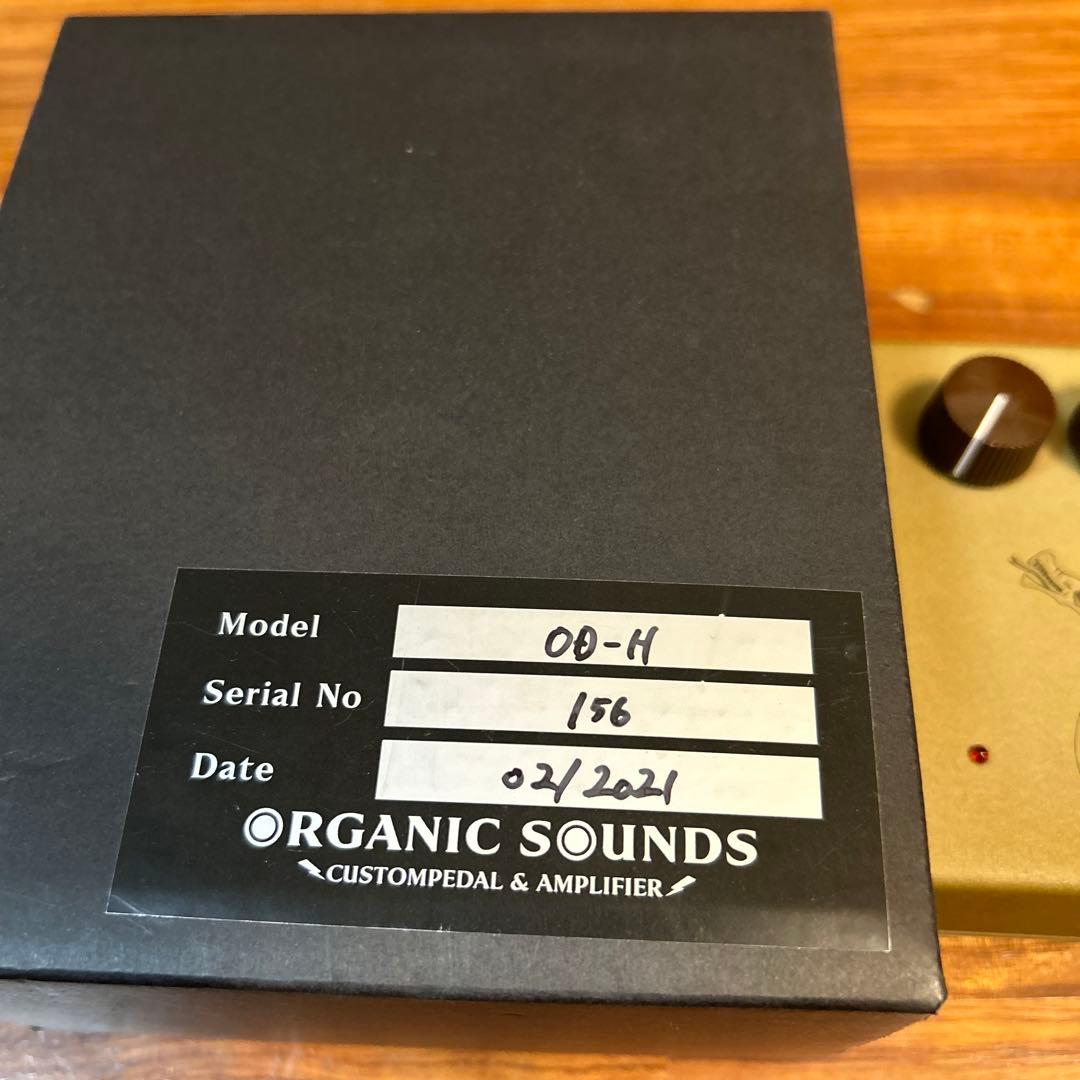 Model OD-H
Serial No 156
Date 02/2021
ORGANIC SOUNDS
CUSTOMPEDAL & AMPLIFIER